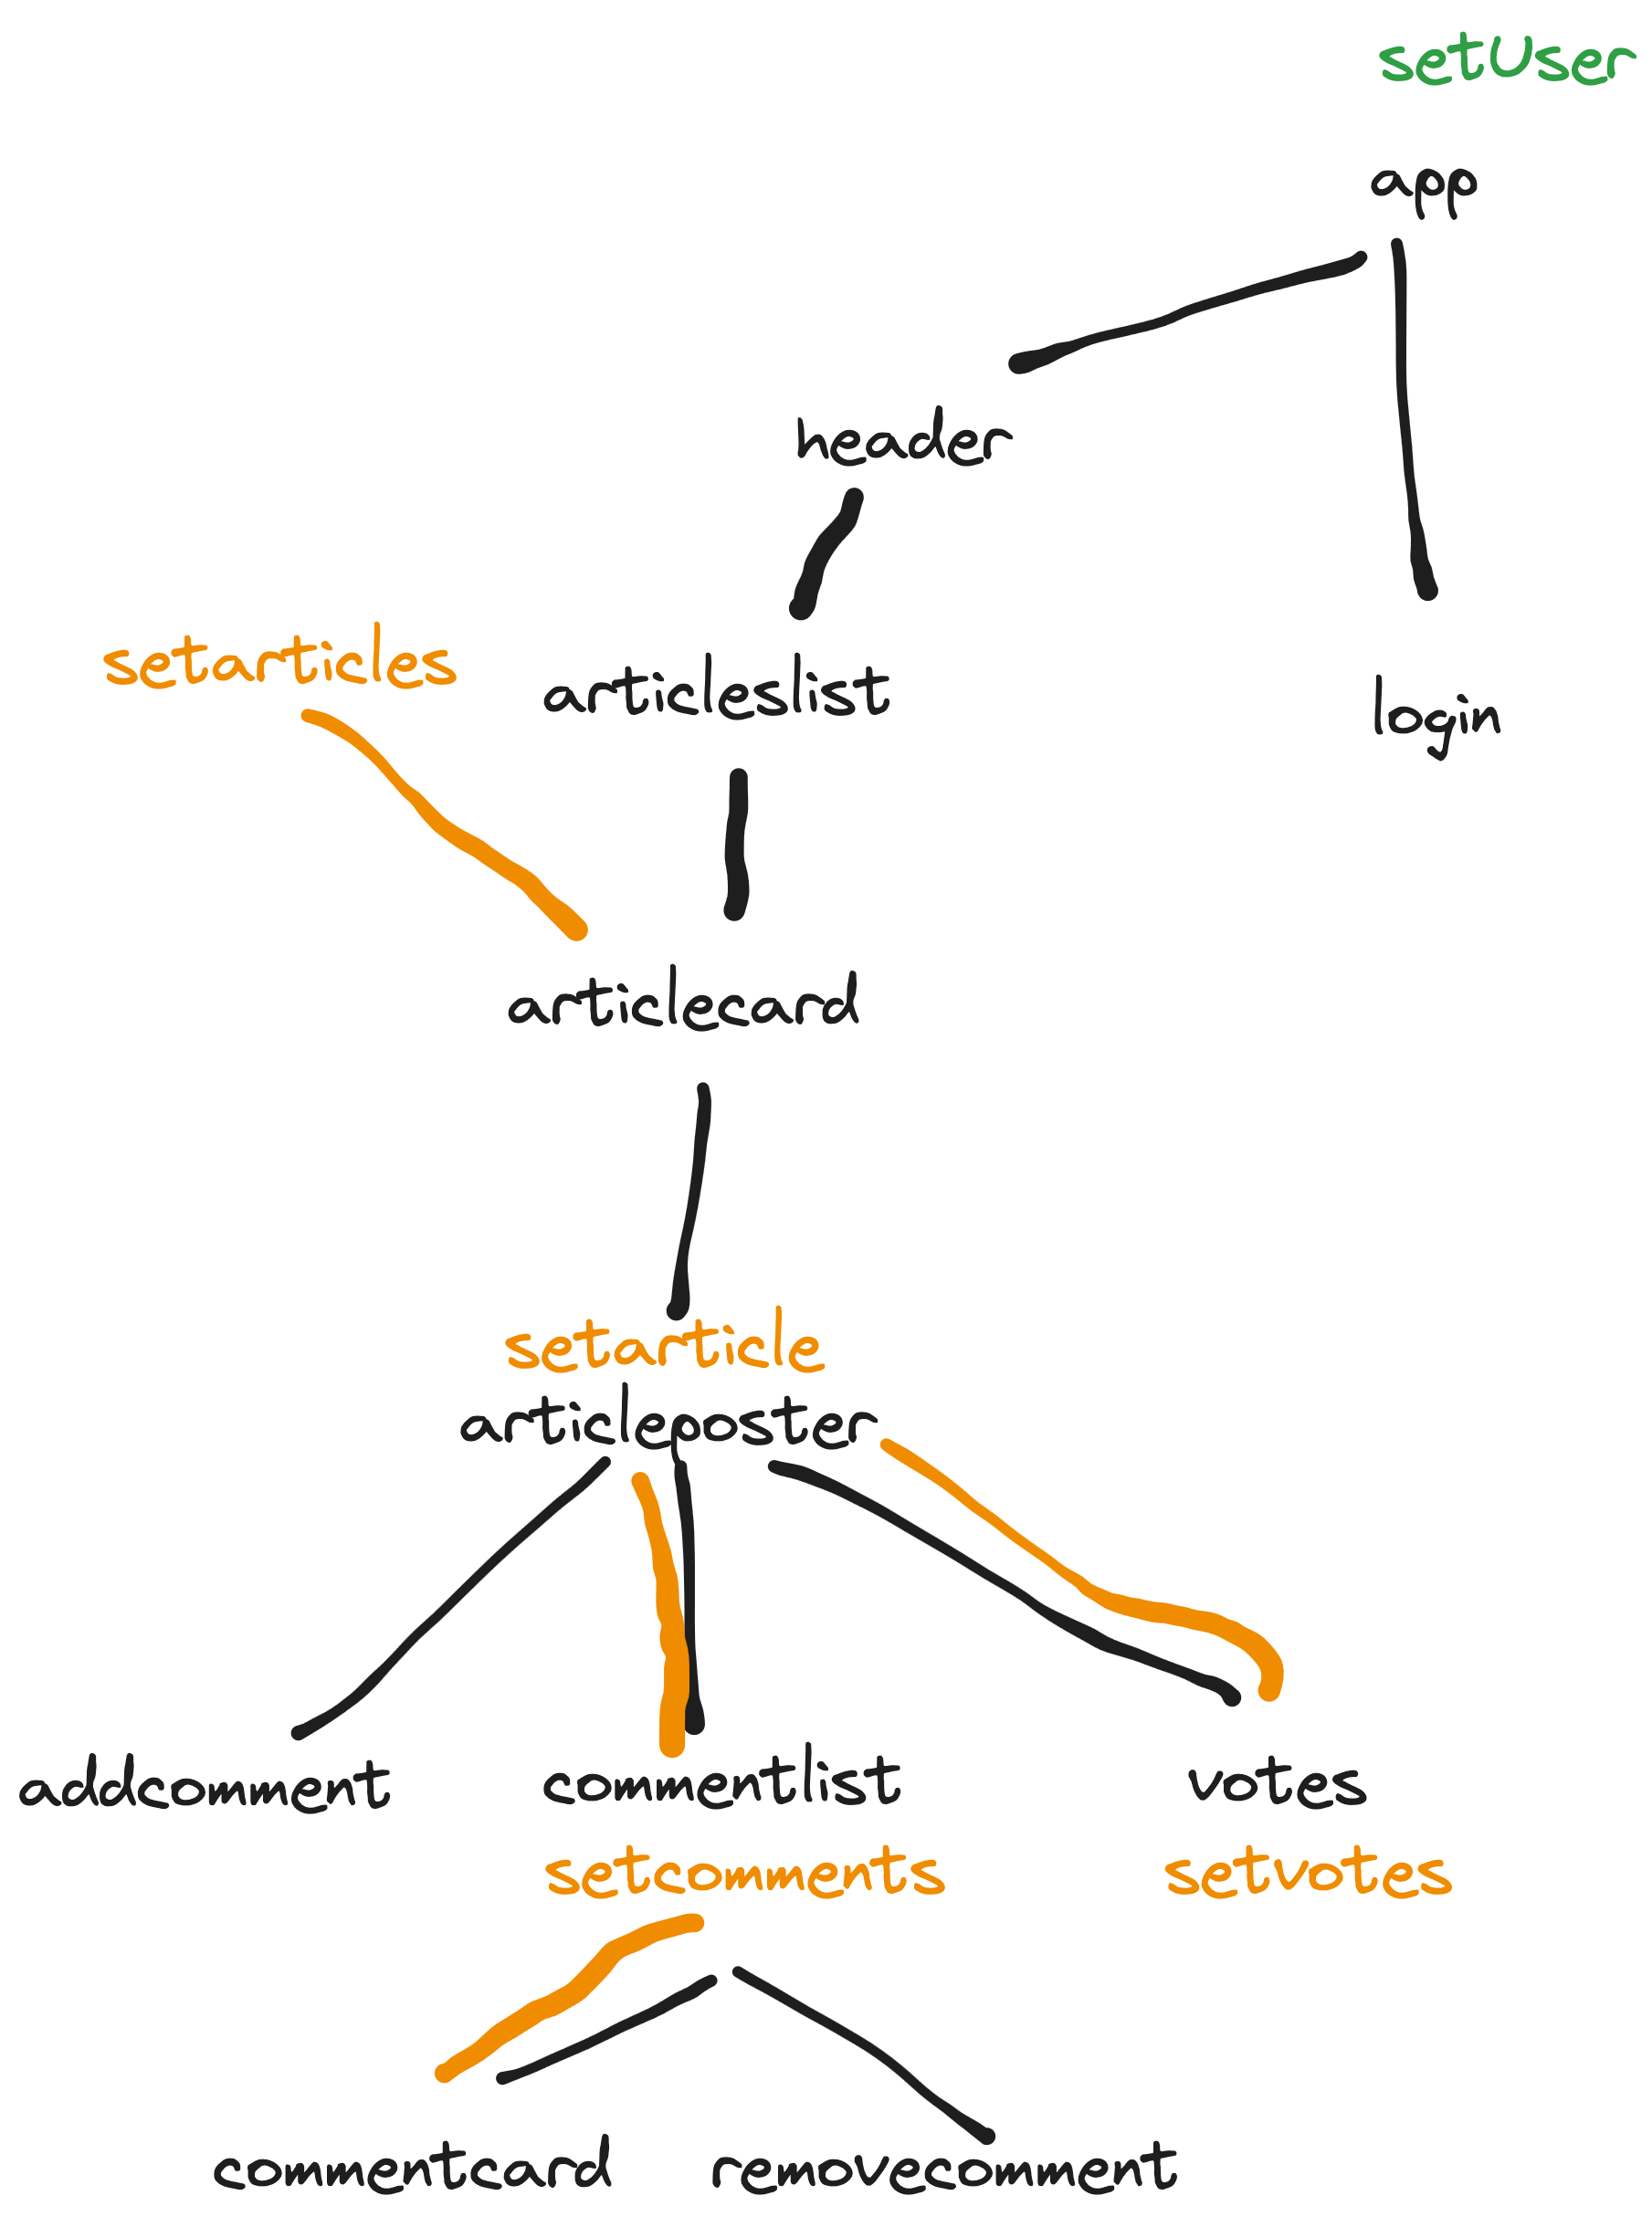 setUser
app
header
setarticles
articleslist
login
articlecard
setarticle
articleposter
addcomment
commentlist
votes
setcomments
setvotes
commentcard
removecomment